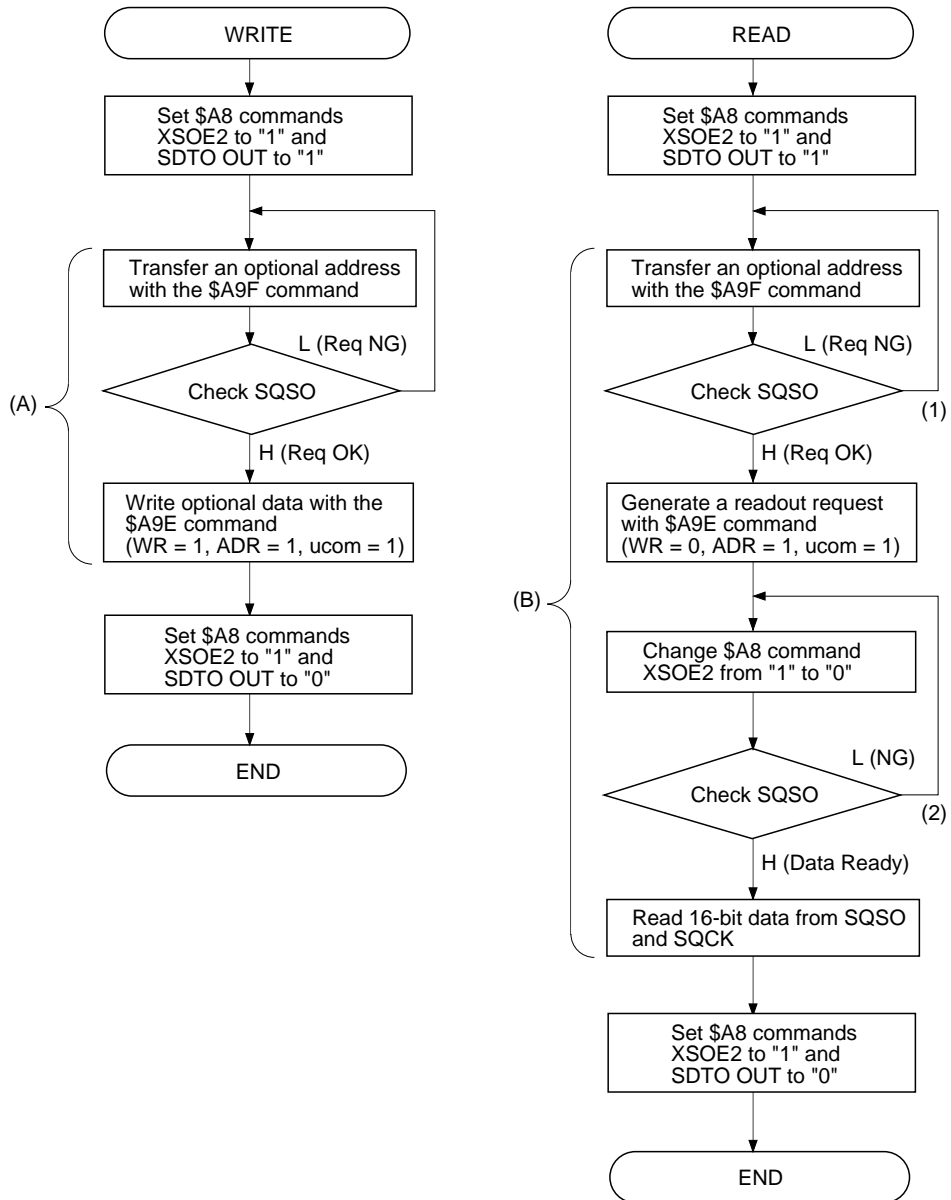 WRITE
Set $A8 commands
XSOE2 to "1" and
SDTO OUT to "1"
Transfer an optional address
with the $A9F command
L (Req NG)
Check SQSO
(A)
H (Req OK)
Write optional data with the
$A9E command
(WR = 1, ADR = 1, ucom = 1)
Set $A8 commands
XSOE2 to "1" and
SDTO OUT to "0"
END
READ
Set $A8 commands
XSOE2 to "1" and
SDTO OUT to "1"
Transfer an optional address
with the $A9F command
L (Req NG)
Check SQSO
(1)
H (Req OK)
Generate a readout request
with $A9E command
(WR = 0, ADR = 1, ucom = 1)
(B)
Change $A8 command
XSOE2 from "1" to "0"
L (NG)
Check SQSO
(2)
H (Data Ready)
Read 16-bit data from SQSO
and SQCK
Set $A8 commands
XSOE2 to "1" and
SDTO OUT to "0"
END